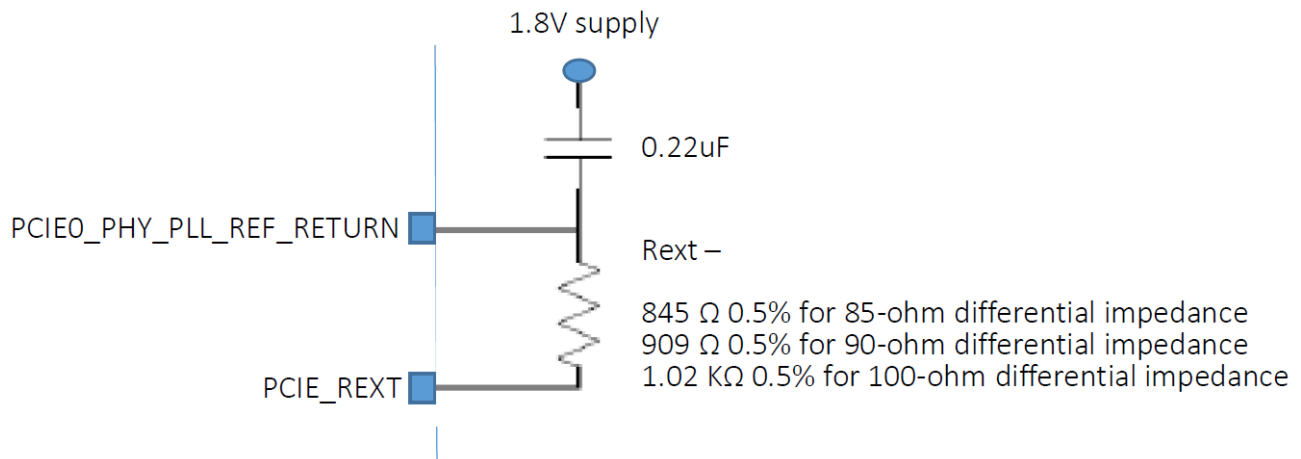 1.8V supply
0.22uF
PCIE0_PHY_PLL_REF_RETURN
Rext –
845 Ω 0.5% for 85-ohm differential impedance
909 Ω 0.5% for 90-ohm differential impedance
1.02 KΩ 0.5% for 100-ohm differential impedance
PCIE_REXT